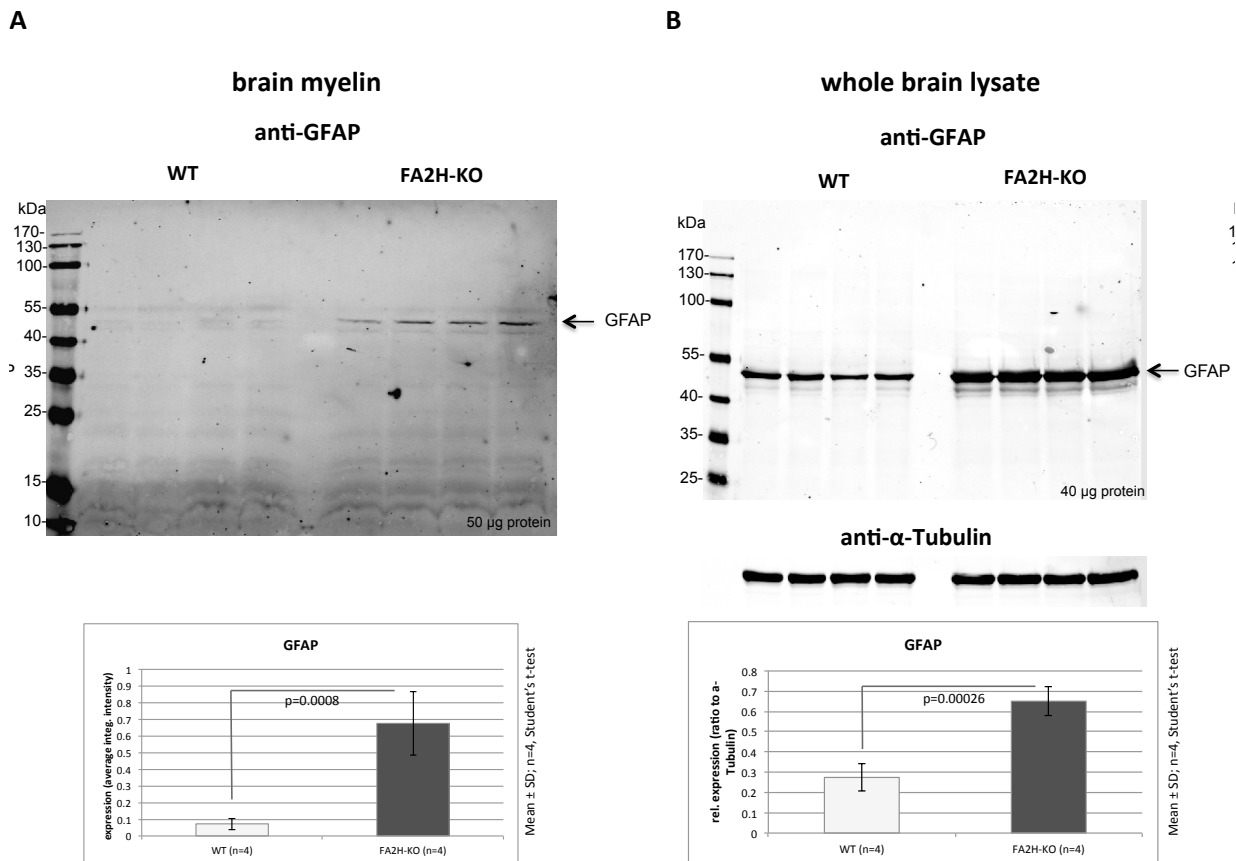 A
brain myelin
anti-GFAP
WT FA2H-KO
kDa
170-
130-
100-
55-
40-
35-
25-
15-
10-
GFAP
50 µg protein
GFAP
expression (average integ. intensity)
1
0.9
0.8
0.7
0.6
0.5
0.4
0.3
0.2
0.1
0
p=0.0008
WT (n=4) FA2H-KO (n=4)
Mean ± SD; n=4, Student's t-test
B
whole brain lysate
anti-GFAP
WT FA2H-KO
kDa
170-
130-
100-
55-
40-
35-
25-
GFAP
40 µg protein
anti-α-Tubulin
GFAP
rel. expression (ratio to a-
Tubulin)
0.8
0.7
0.6
0.5
0.4
0.3
0.2
0.1
0
p=0.00026
WT (n=4) FA2H-KO (n=4)
Mean ± SD; n=4, Student's t-test